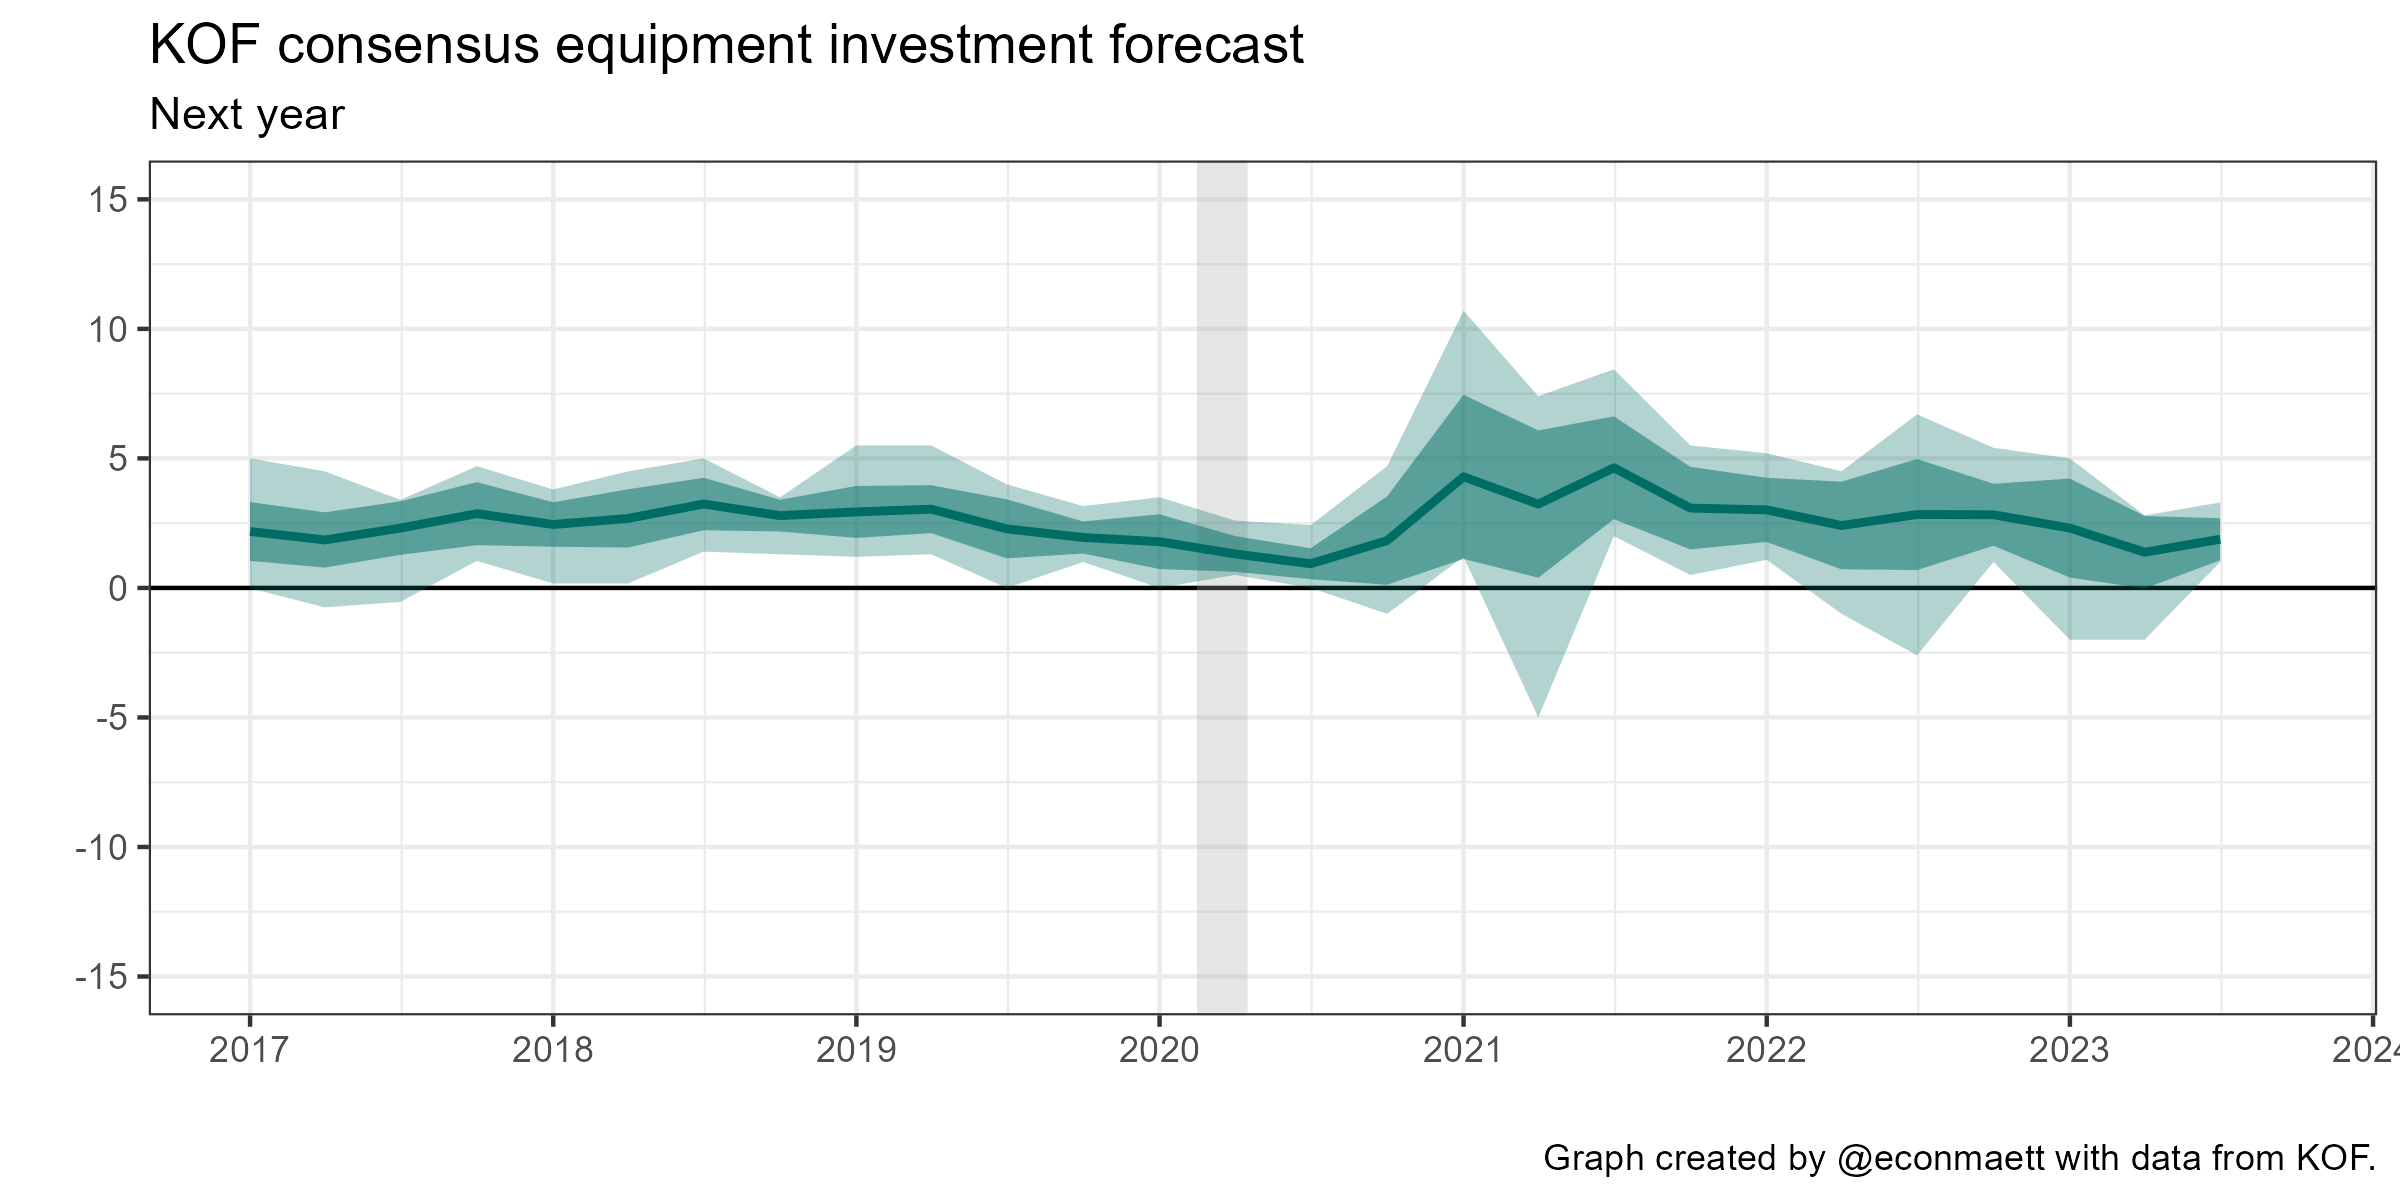 KOF consensus equipment investment forecast
Next year
15
10
5
0
-5
-10
-15
2017 2018 2019 2020 2021 2022 2023 2024
Graph created by @econmaett with data from KOF.